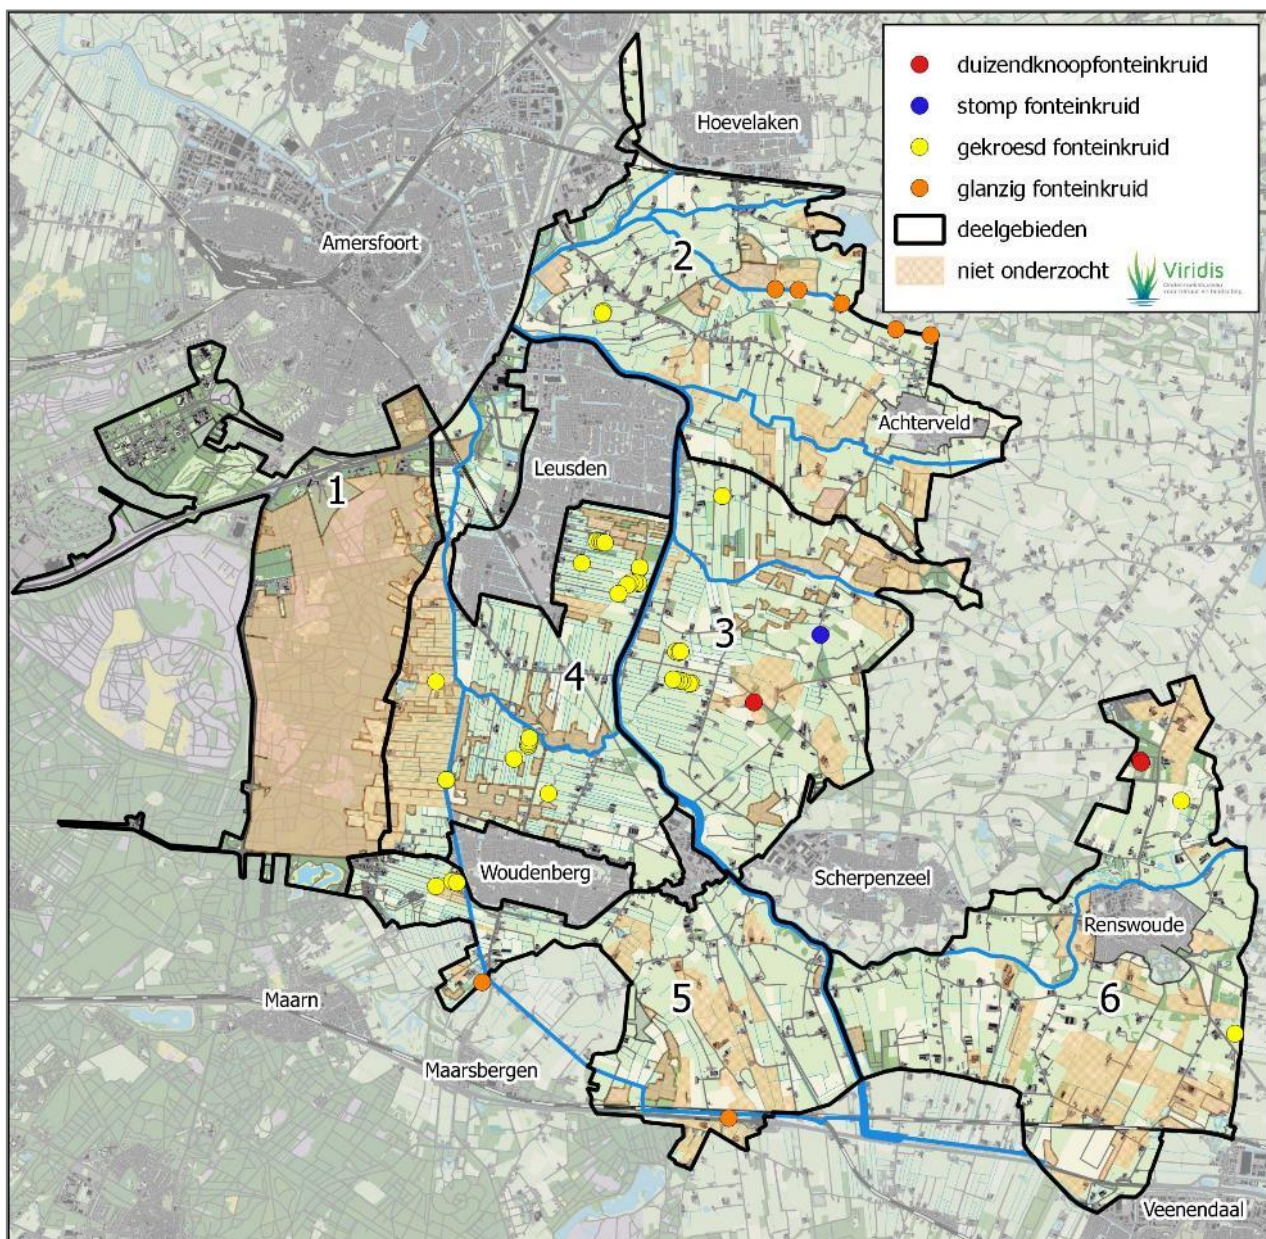 duizendknoopfonteinkruid
stomp fonteinkruid
gekroesd fonteinkruid
glanzig fonteinkruid
deelgebieden
niet onderzocht
Viridis
Hoevelaken
Amersfoort
2
Achterveld
Leusden
1
3
4
Woudenberg
Scherpenzeel
Renswoude
Maarn
5
6
Maarsbergen
Veenendaal